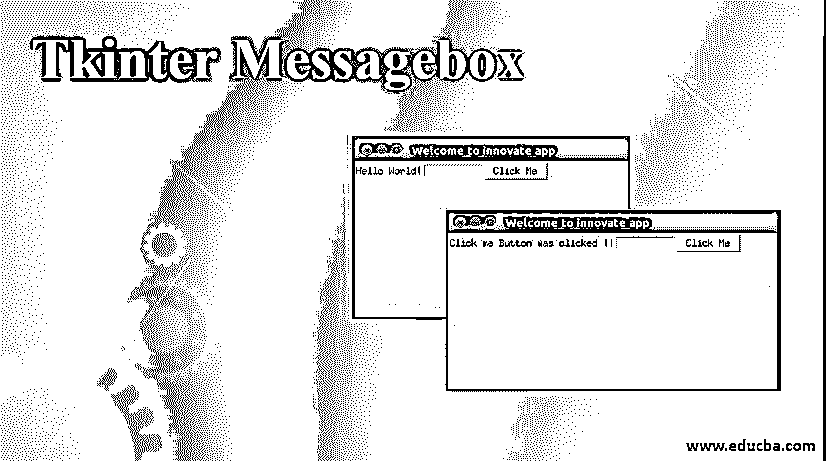 Tkinter Messagebox
Welcome to innovate app
Hello World! Click Me
Welcome to innovate app
Click me Button was clicked !! Click Me
www.educba.com